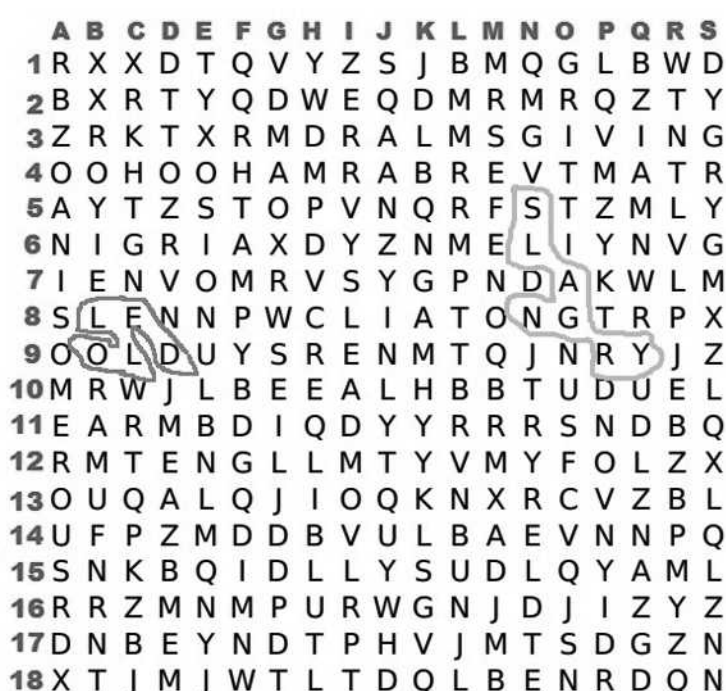 A B C D E F G H I J K L M N O P Q R S
1 R X X D T Q V Y Z S J B M Q G L B W D
2 B X R T Y Q D W E Q D M R M R Q Z T Y
3 Z R K T X R M D R A L M S G I V I N G
4 O O H O O H A M R A B R E V T M A T R
5 A Y T Z S T O P V N Q R F S T Z M L Y
6 N I G R I A X D Y Z N M E L I Y N V G
7 I E N V O M R V S Y G P N D A K W L M
8 S L E N N P W C L I A T O N G T R P X
9 O O L D U Y S R E N M T Q J N R Y J Z
10 M R W J L B E E A L H B B T U D U E L
11 E A R M B D I Q D Y Y R R R S N D B Q
12 R M T E N G L L M T Y V M Y F O L Z X
13 O U Q A L Q J I O Q K N X R C V Z B L
14 U F P Z M D D B V U L B A E V N N P Q
15 S N K B Q I D L L Y S U D L Q Y A M L
16 R R Z M N M P U R W G N J D J I Z Y Z
17 D N B E Y N D T P H V J M T S D G Z N
18 X T J M J W T L T D Q L B E N R D O N